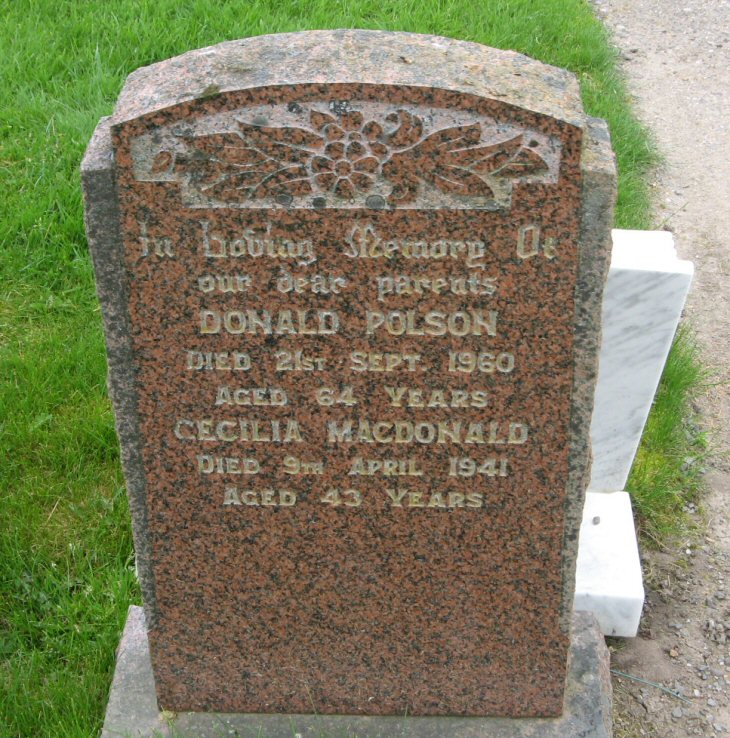 In Loving Memory Of
our dear parents
DONALD POLSON
DIED 21ST SEPT. 1960
AGED 64 YEARS
CECILIA MACDONALD
DIED 9TH APRIL 1941
AGED 43 YEARS